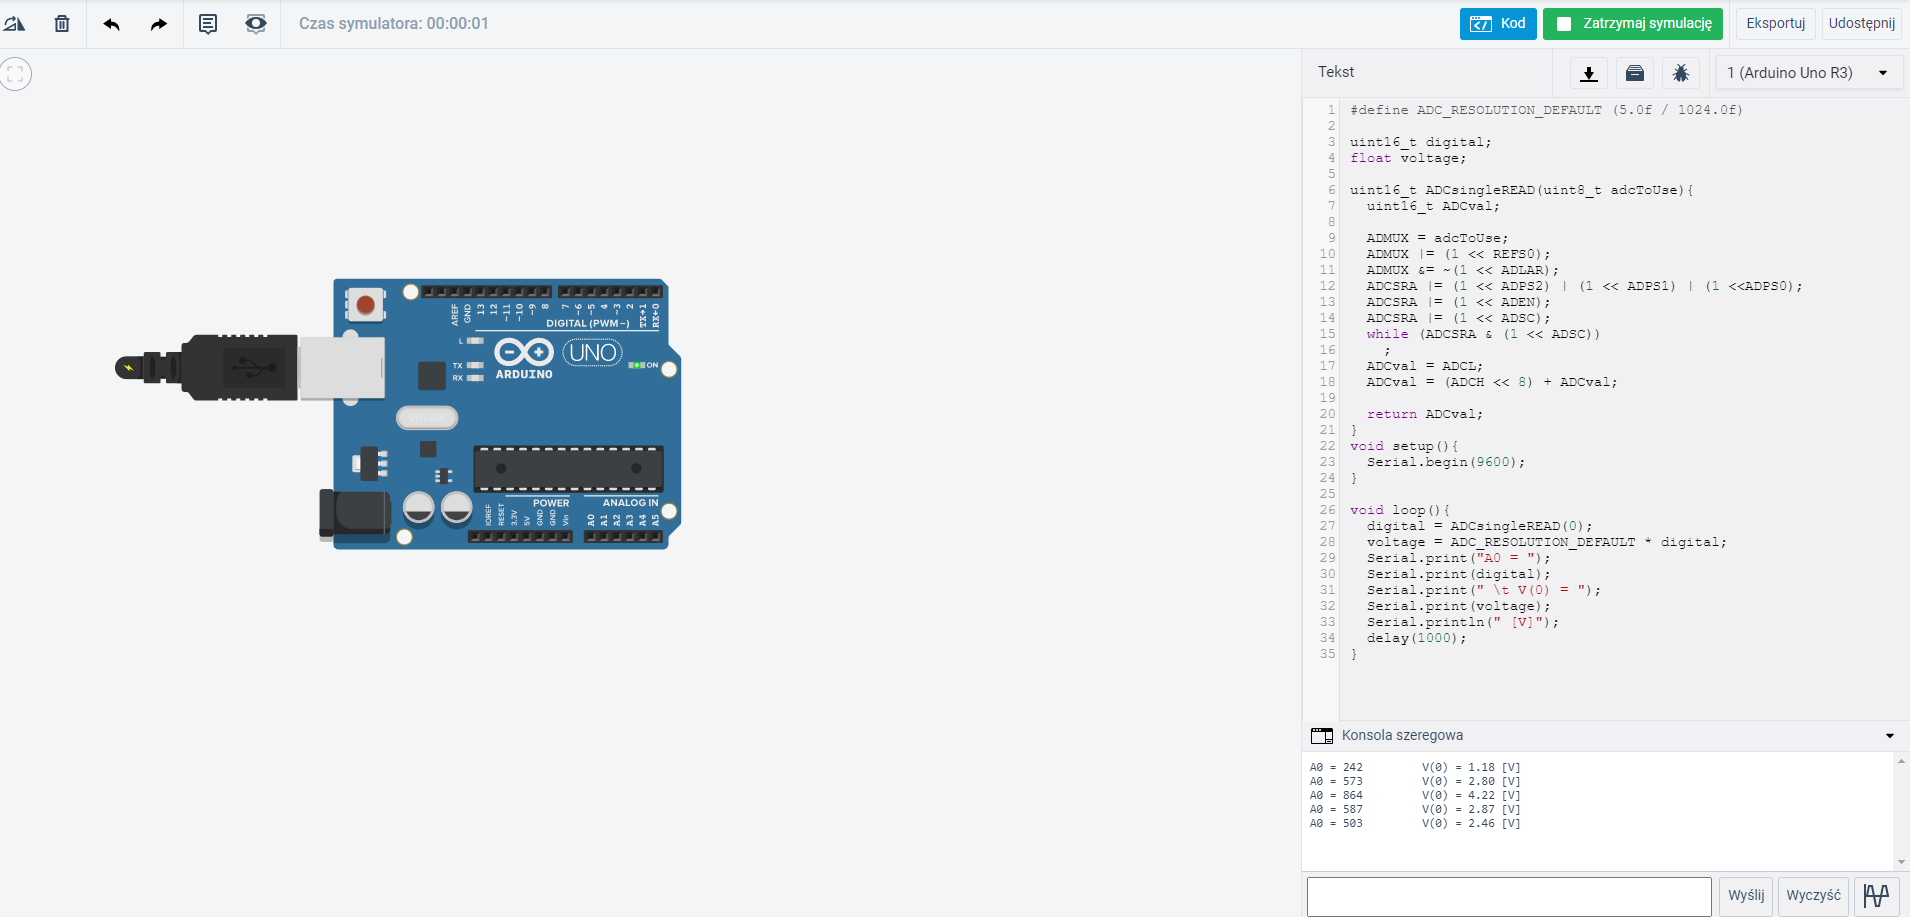 Czas symulatora: 00:00:01
Kod
Zatrzymaj symulację
Eksportuj
Udostępnij
Tekst
1 (Arduino Uno R3)
1 #define ADC_RESOLUTION_DEFAULT (5.0f / 1024.0f)
2
3 uint16_t digital;
4 float voltage;
5
6 uint16_t ADCsingleREAD(uint8_t adcToUse){
7 uint16_t ADCval;
8
9 ADMUX = adcToUse;
10 ADMUX |= (1 << REFS0);
11 ADMUX &= ~(1 << ADLAR);
12 ADCSRA |= (1 << ADPS2) | (1 << ADPS1) | (1 <<ADPS0);
13 ADCSRA |= (1 << ADEN);
14 ADCSRA |= (1 << ADSC);
15 while (ADCSRA & (1 << ADSC))
16 ;
17 ADCval = ADCL;
18 ADCval = (ADCH << 8) + ADCval;
19
20 return ADCval;
21 }
22 void setup(){
23 Serial.begin(9600);
24 }
25
26 void loop(){
27 digital = ADCsingleREAD(0);
28 voltage = ADC_RESOLUTION_DEFAULT * digital;
29 Serial.print("A0 = ");
30 Serial.print(digital);
31 Serial.print(" \t V(0) = ");
32 Serial.print(voltage);
33 Serial.println(" [V]");
34 delay(1000);
35 }
AREF
GND
13
12
~11
~10
~9
8
7
~6
~5
4
~3
2
TX→1
RX←0
DIGITAL (PWM~)
L
TX
RX
UNO
ARDUINO
ON
POWER
ANALOG IN
IOREF
RESET
3.3V
5V
GND
GND
Vin
A0
A1
A2
A3
A4
A5
Konsola szeregowa
A0 = 242 V(0) = 1.18 [V]
A0 = 573 V(0) = 2.80 [V]
A0 = 864 V(0) = 4.22 [V]
A0 = 587 V(0) = 2.87 [V]
A0 = 503 V(0) = 2.46 [V]
Wyślij
Wyczyść